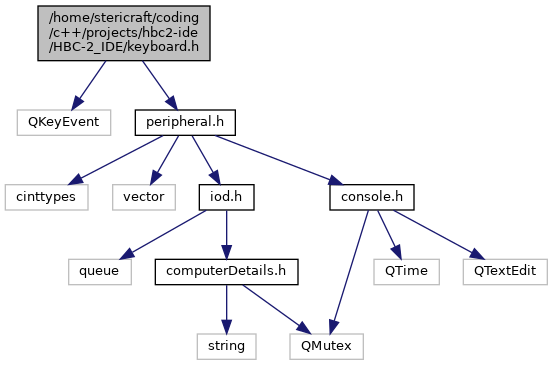 /home/stericraft/coding
/c++/projects/hbc2-ide
/HBC-2_IDE/keyboard.h
QKeyEvent
peripheral.h
cinttypes
vector
iod.h
console.h
queue
computerDetails.h
QTime
QTextEdit
string
QMutex